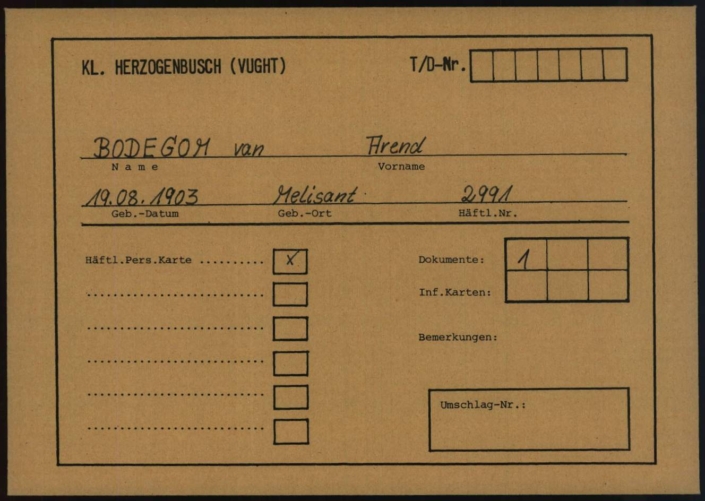 KL. HERZOGENBUSCH (VUGHT) T/D-Nr.
BODEGOM van Arend
Name Vorname
19.08.1903 Melisant 2991
Geb.-Datum Geb.-Ort Häftl.Nr.
Häftl.Pers.Karte .......... X Dokumente: 1
Inf.Karten:
Bemerkungen:
Umschlag-Nr.: